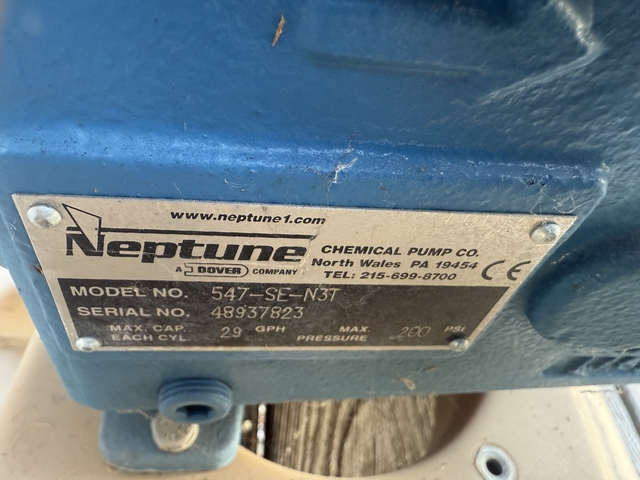 www.neptune1.com
Neptune
A DOVER COMPANY
CHEMICAL PUMP CO.
North Wales PA 19454
TEL: 215-699-8700
CE
MODEL NO. 547-SE-N3T
SERIAL NO. 48937823
MAX. CAP. EACH CYL. 29 GPH MAX. PRESSURE 200 PSI